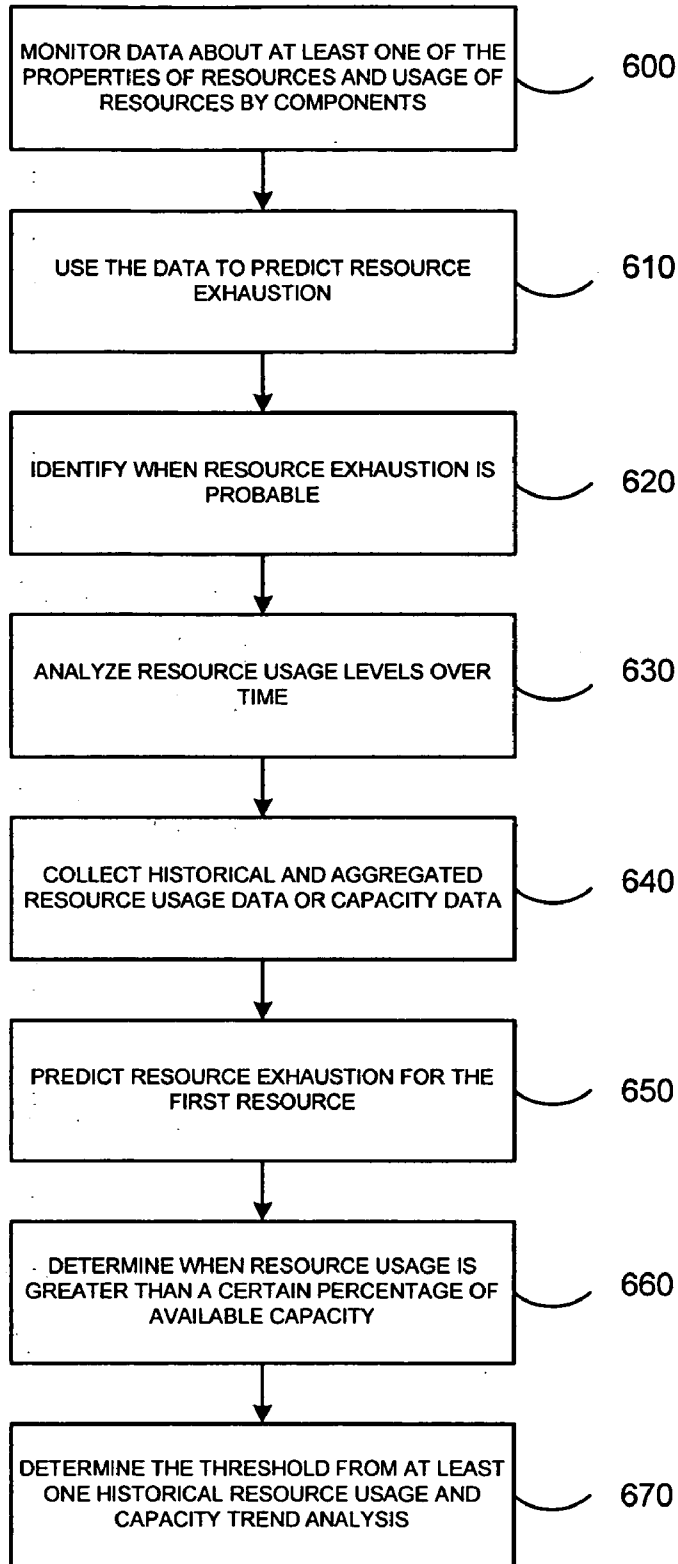 MONITOR DATA ABOUT AT LEAST ONE OF THE
PROPERTIES OF RESOURCES AND USAGE OF
RESOURCES BY COMPONENTS
600
USE THE DATA TO PREDICT RESOURCE
EXHAUSTION
610
IDENTIFY WHEN RESOURCE EXHAUSTION IS
PROBABLE
620
ANALYZE RESOURCE USAGE LEVELS OVER
TIME
630
COLLECT HISTORICAL AND AGGREGATED
RESOURCE USAGE DATA OR CAPACITY DATA
640
PREDICT RESOURCE EXHAUSTION FOR THE
FIRST RESOURCE
650
DETERMINE WHEN RESOURCE USAGE IS
GREATER THAN A CERTAIN PERCENTAGE OF
AVAILABLE CAPACITY
660
DETERMINE THE THRESHOLD FROM AT LEAST
ONE HISTORICAL RESOURCE USAGE AND
CAPACITY TREND ANALYSIS
670